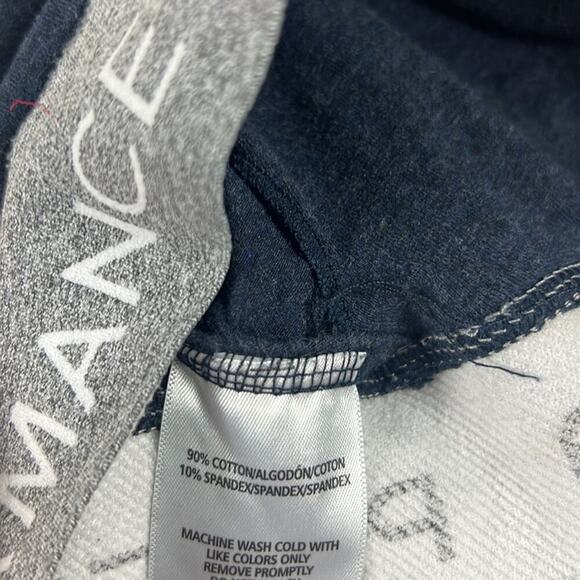 MANCE
90% COTTON/ALGODÓN/COTON
10% SPANDEX/SPANDEX/SPANDEX
MACHINE WASH COLD WITH
LIKE COLORS ONLY
REMOVE PROMPTLY